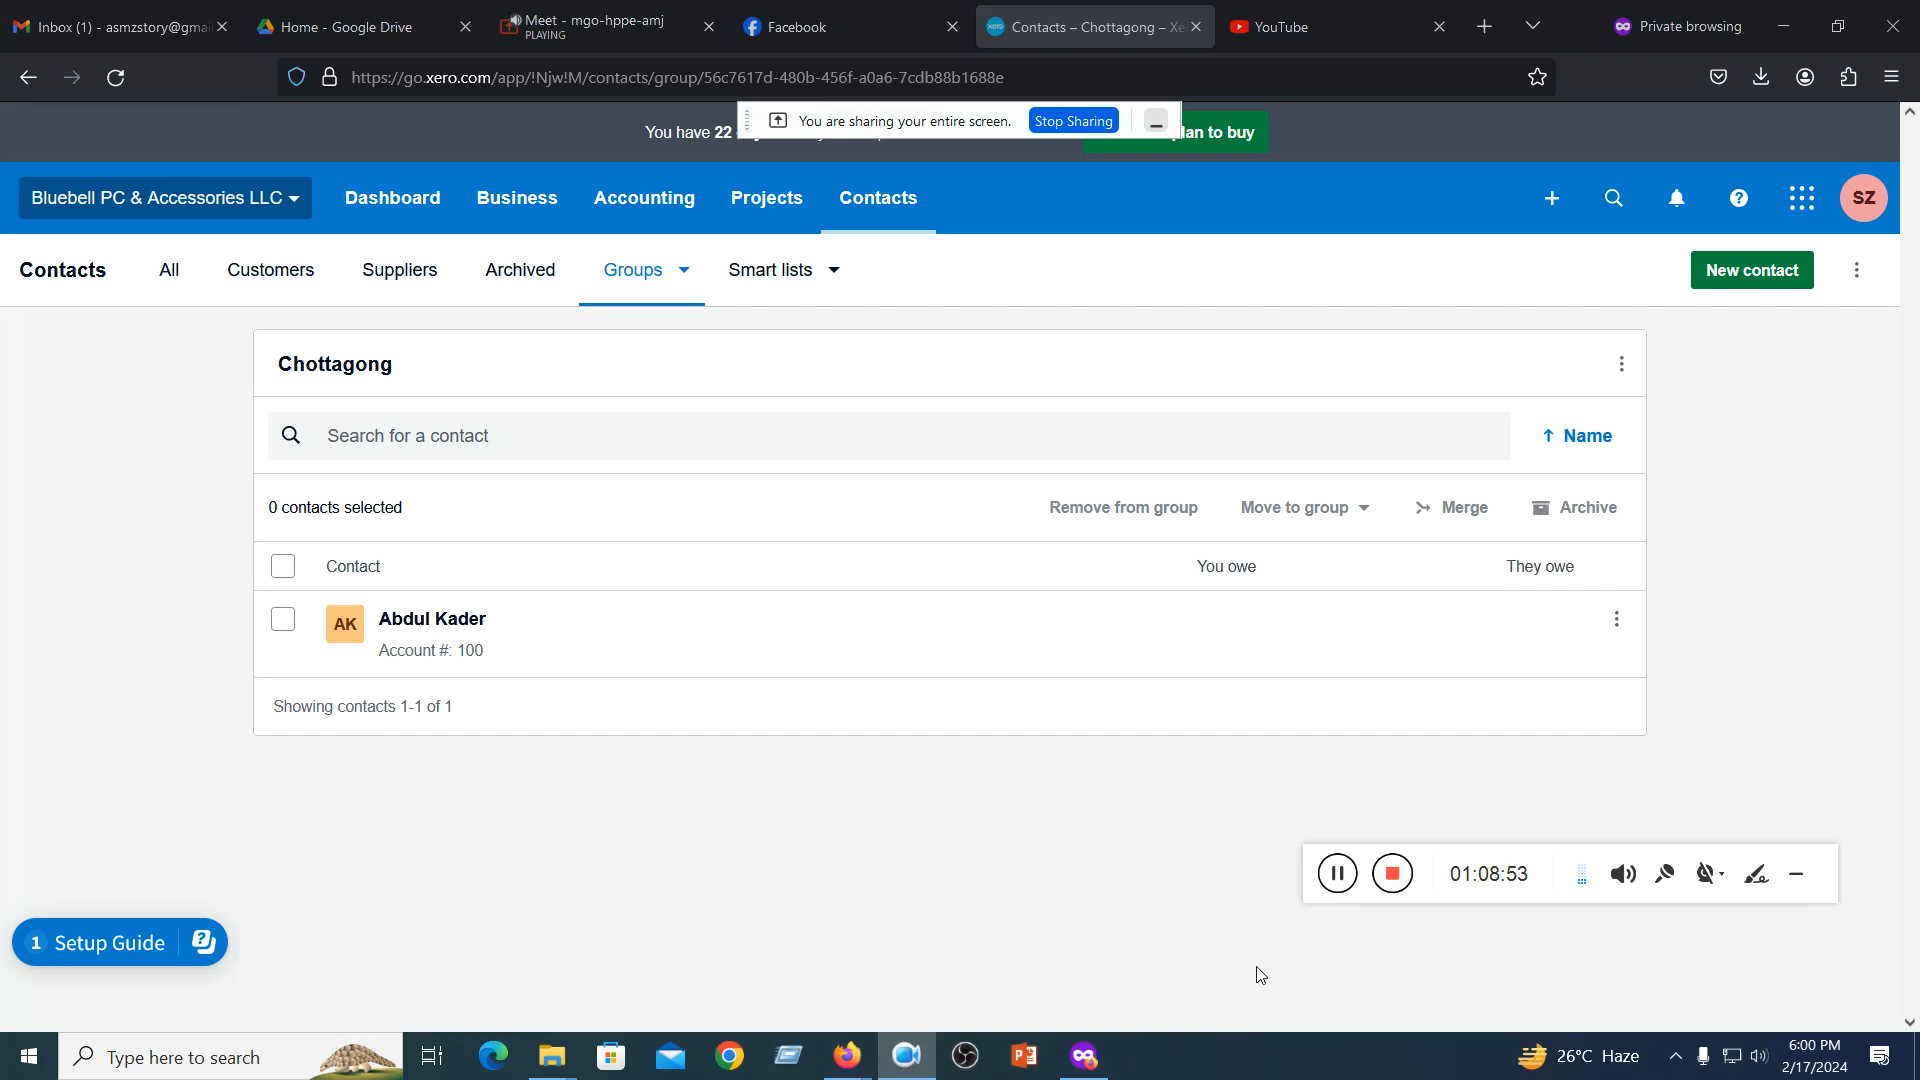 Inbox (1) - asmzstory@gmai
Home - Google Drive
Meet - mgo-hppe-amj
PLAYING
Facebook
Contacts – Chottagong – Xe
YouTube
Private browsing
https://go.xero.com/app/!Njw!M/contacts/group/56c7617d-480b-456f-a0a6-7cdb88b1688e
You have 22
You are sharing your entire screen.
Stop Sharing
lan to buy
Bluebell PC & Accessories LLC
Dashboard
Business
Accounting
Projects
Contacts
SZ
Contacts
All
Customers
Suppliers
Archived
Groups
Smart lists
New contact
Chottagong
Search for a contact
Name
0 contacts selected
Remove from group
Move to group
Merge
Archive
Contact
You owe
They owe
AK
Abdul Kader
Account #: 100
Showing contacts 1-1 of 1
01:08:53
1 Setup Guide
Type here to search
26°C Haze
6:00 PM
2/17/2024